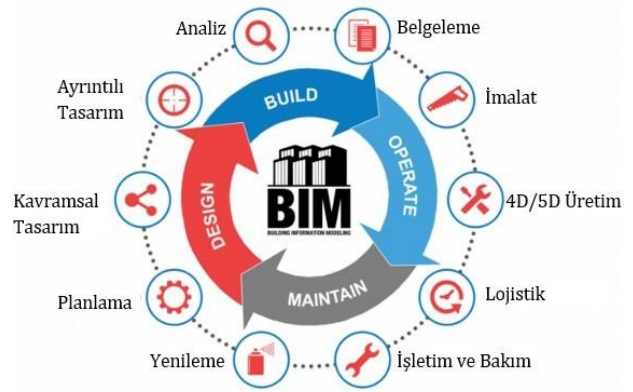 Analiz
Belgeleme
Ayrıntılı
Tasarım
İmalat
BUILD
OPERATE
DESIGN
MAINTAIN
BIM
BUILDING INFORMATION MODELING
Kavramsal
Tasarım
4D/5D Üretim
Planlama
Lojistik
Yenileme
İşletim ve Bakım